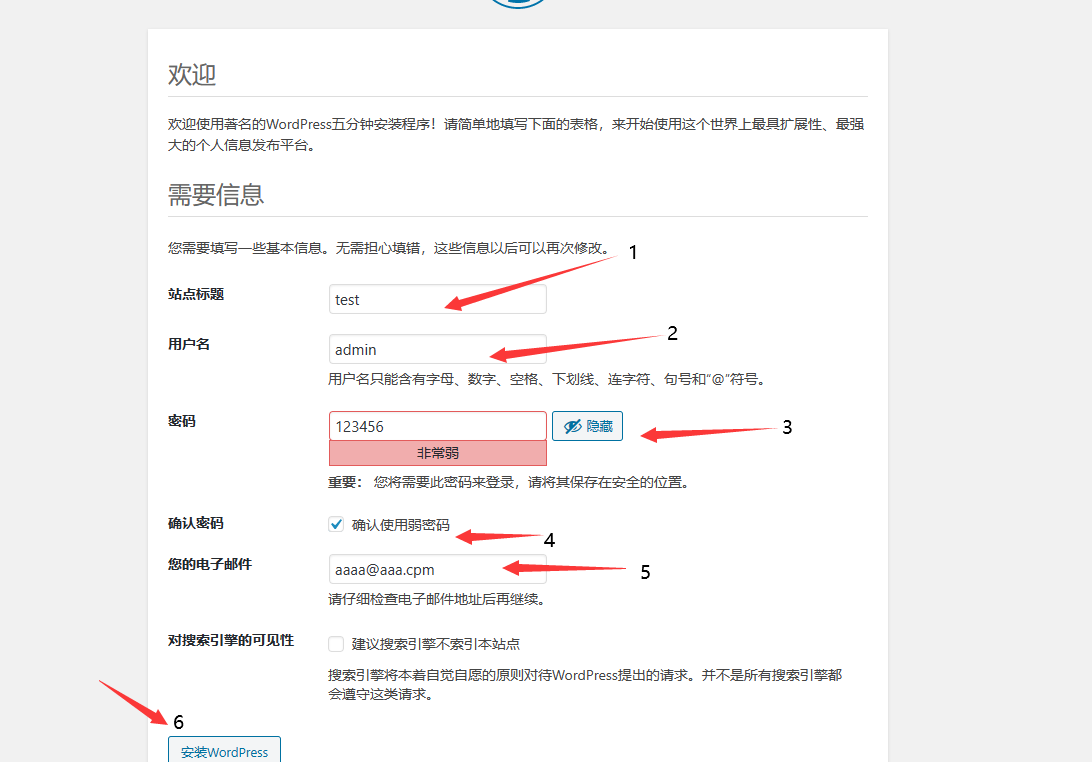 欢迎
欢迎使用著名的WordPress五分钟安装程序！请简单地填写下面的表格，来开始使用这个世界上最具扩展性、最强
大的个人信息发布平台。
需要信息
您需要填写一些基本信息。无需担心填错，这些信息以后可以再次修改。
1
站点标题
test
2
用户名
admin
用户名只能含有字母、数字、空格、下划线、连字符、句号和“@”符号。
密码
123456
隐藏
3
非常弱
重要： 您将需要此密码来登录，请将其保存在安全的位置。
确认密码
确认使用弱密码
4
您的电子邮件
aaaa@aaa.cpm
5
请仔细检查电子邮件地址后再继续。
对搜索引擎的可见性
建议搜索引擎不索引本站点
搜索引擎将本着自觉自愿的原则对待WordPress提出的请求。并不是所有搜索引擎都
会遵守这类请求。
6
安装WordPress